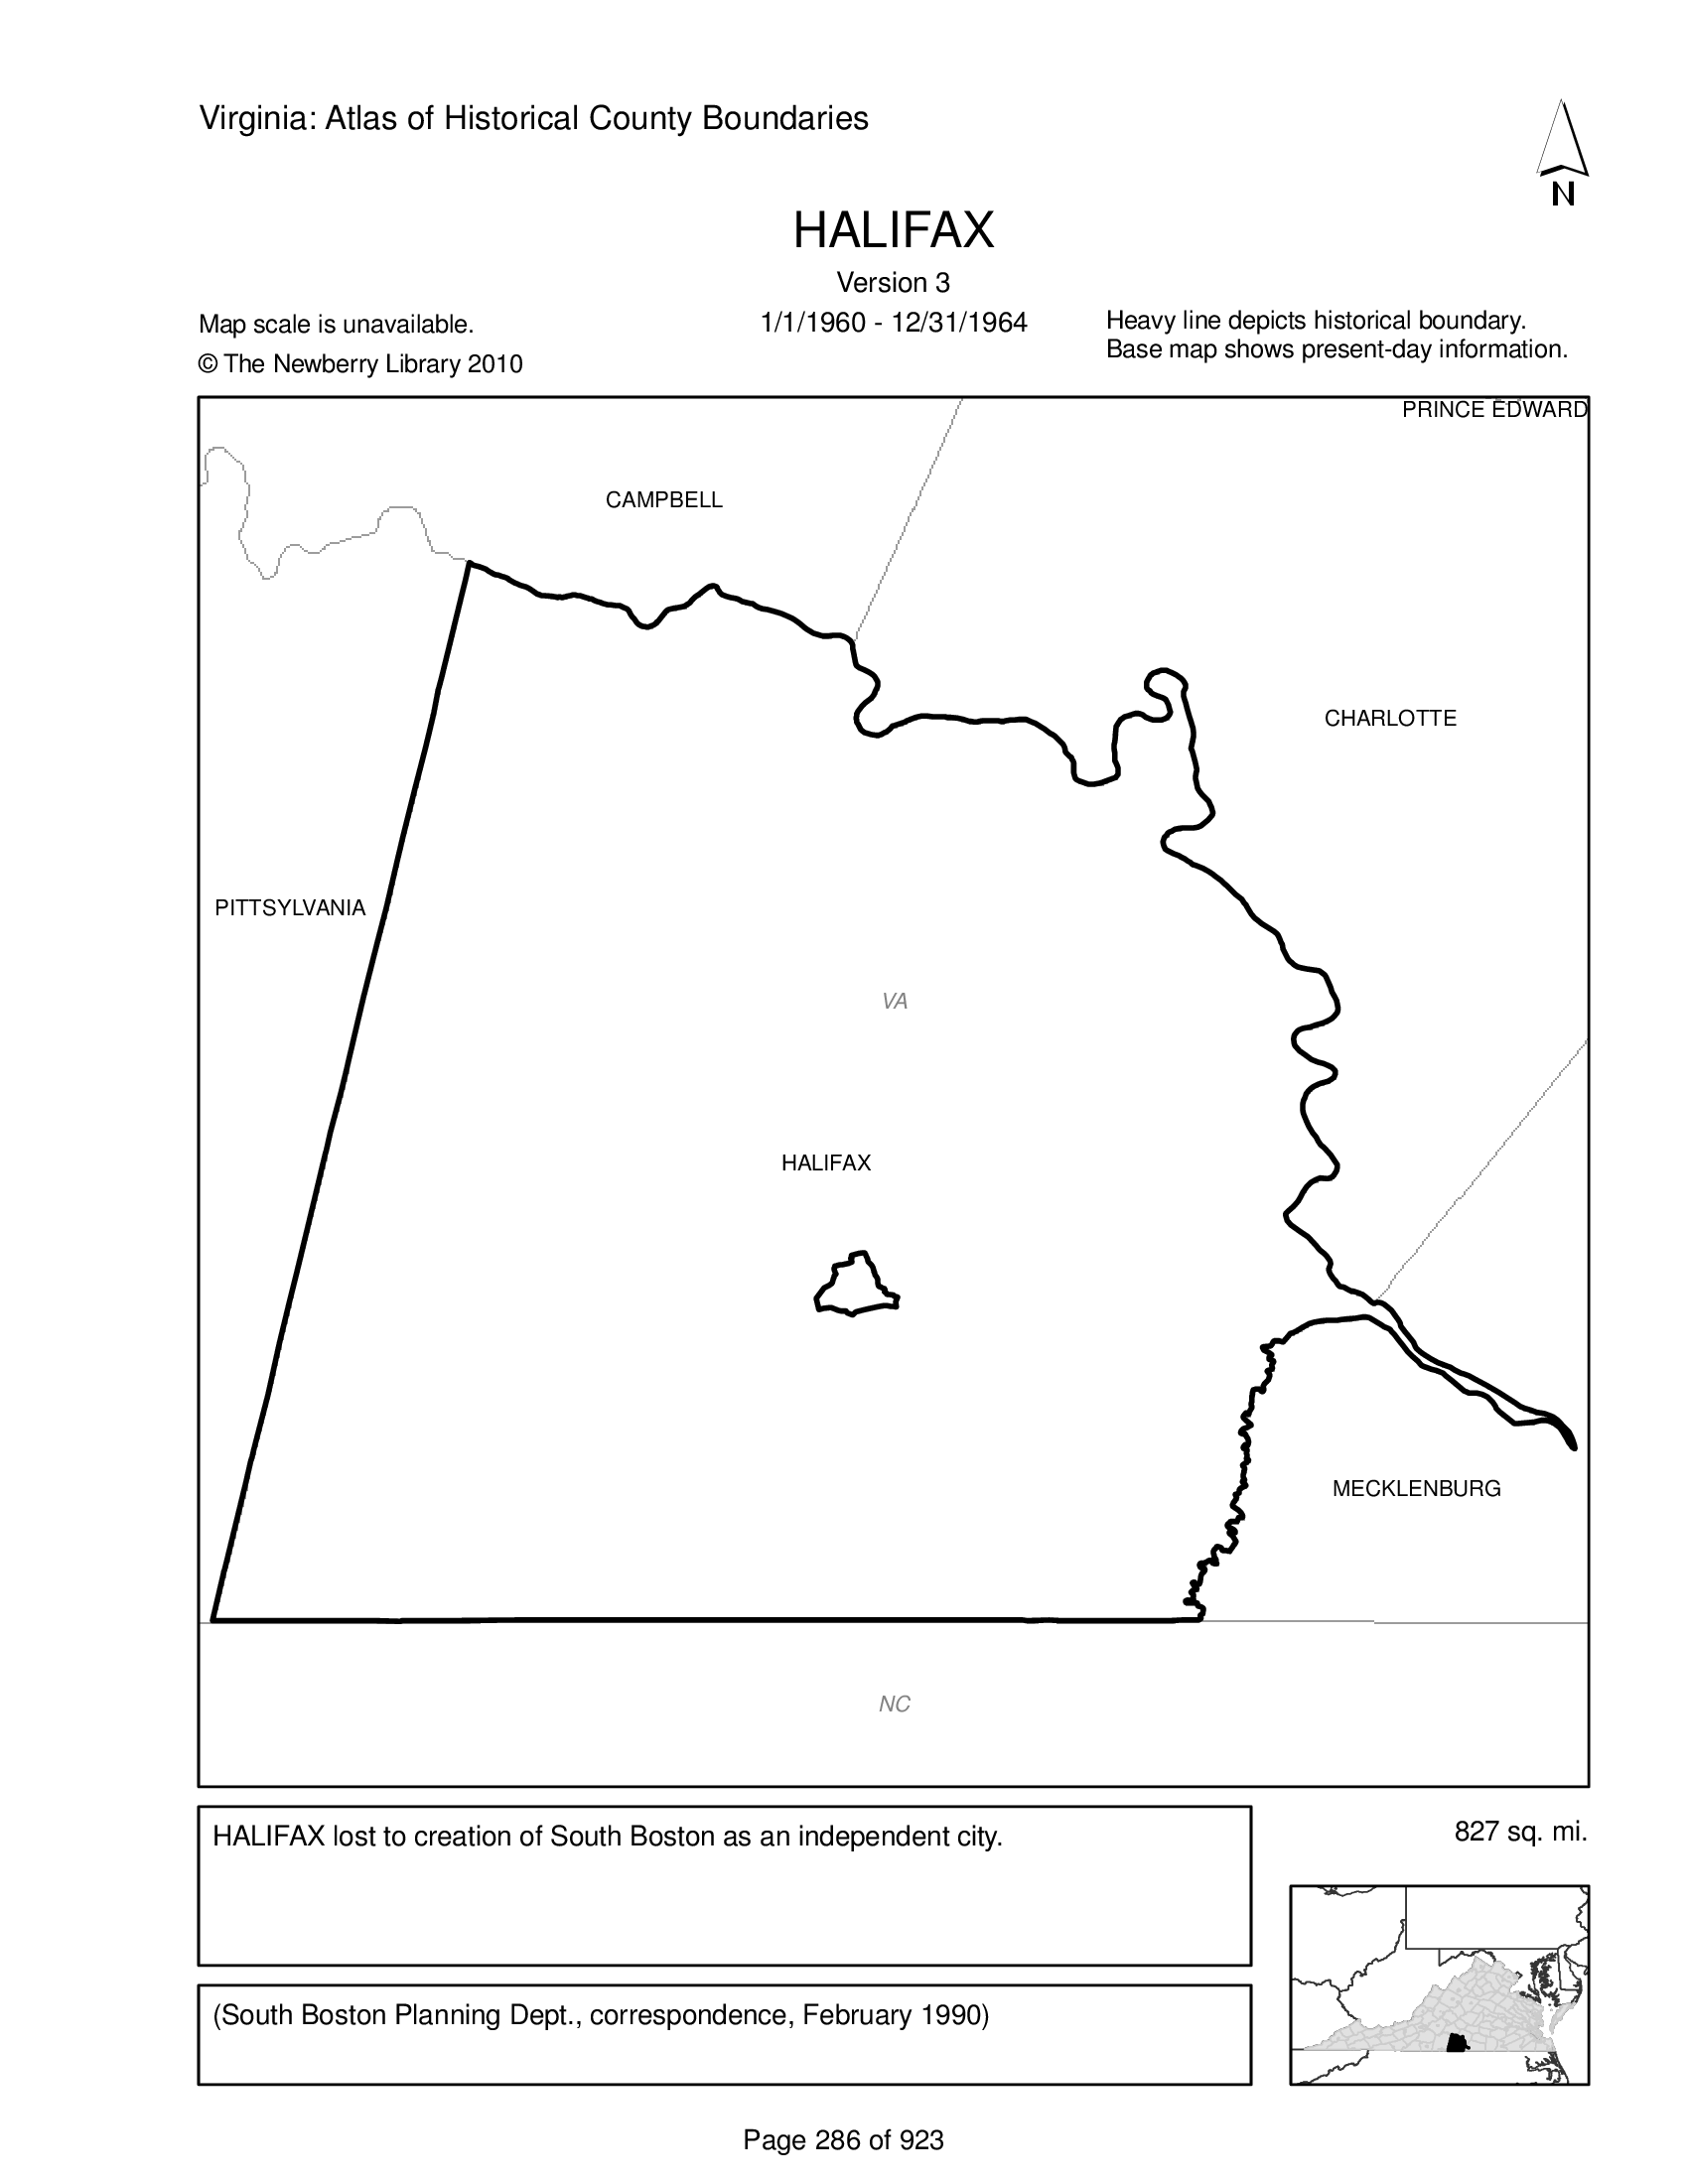 Virginia: Atlas of Historical County Boundaries
N
HALIFAX
Version 3
1/1/1960 - 12/31/1964
Map scale is unavailable.
© The Newberry Library 2010
Heavy line depicts historical boundary.
Base map shows present-day information.
PRINCE EDWARD
CAMPBELL
CHARLOTTE
PITTSYLVANIA
VA
HALIFAX
MECKLENBURG
NC
HALIFAX lost to creation of South Boston as an independent city.
827 sq. mi.
(South Boston Planning Dept., correspondence, February 1990)
Page 286 of 923